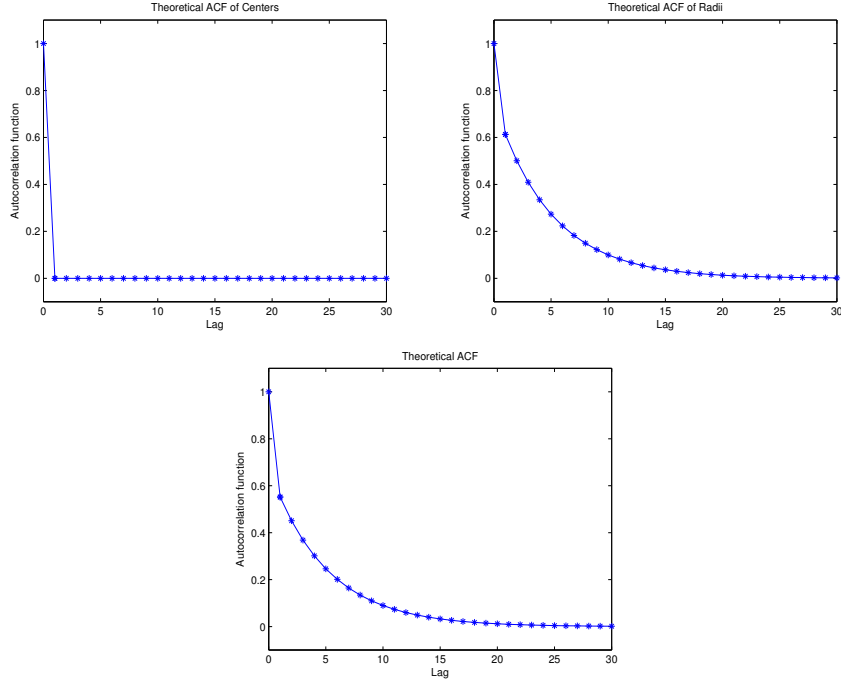 Theoretical ACF of Centers
1
0.8
0.6
0.4
0.2
0
Autocorrelation function
0 5 10 15 20 25 30
Lag
Theoretical ACF of Radii
1
0.8
0.6
0.4
0.2
0
Autocorrelation function
0 5 10 15 20 25 30
Lag
Theoretical ACF
1
0.8
0.6
0.4
0.2
0
Autocorrelation function
0 5 10 15 20 25 30
Lag